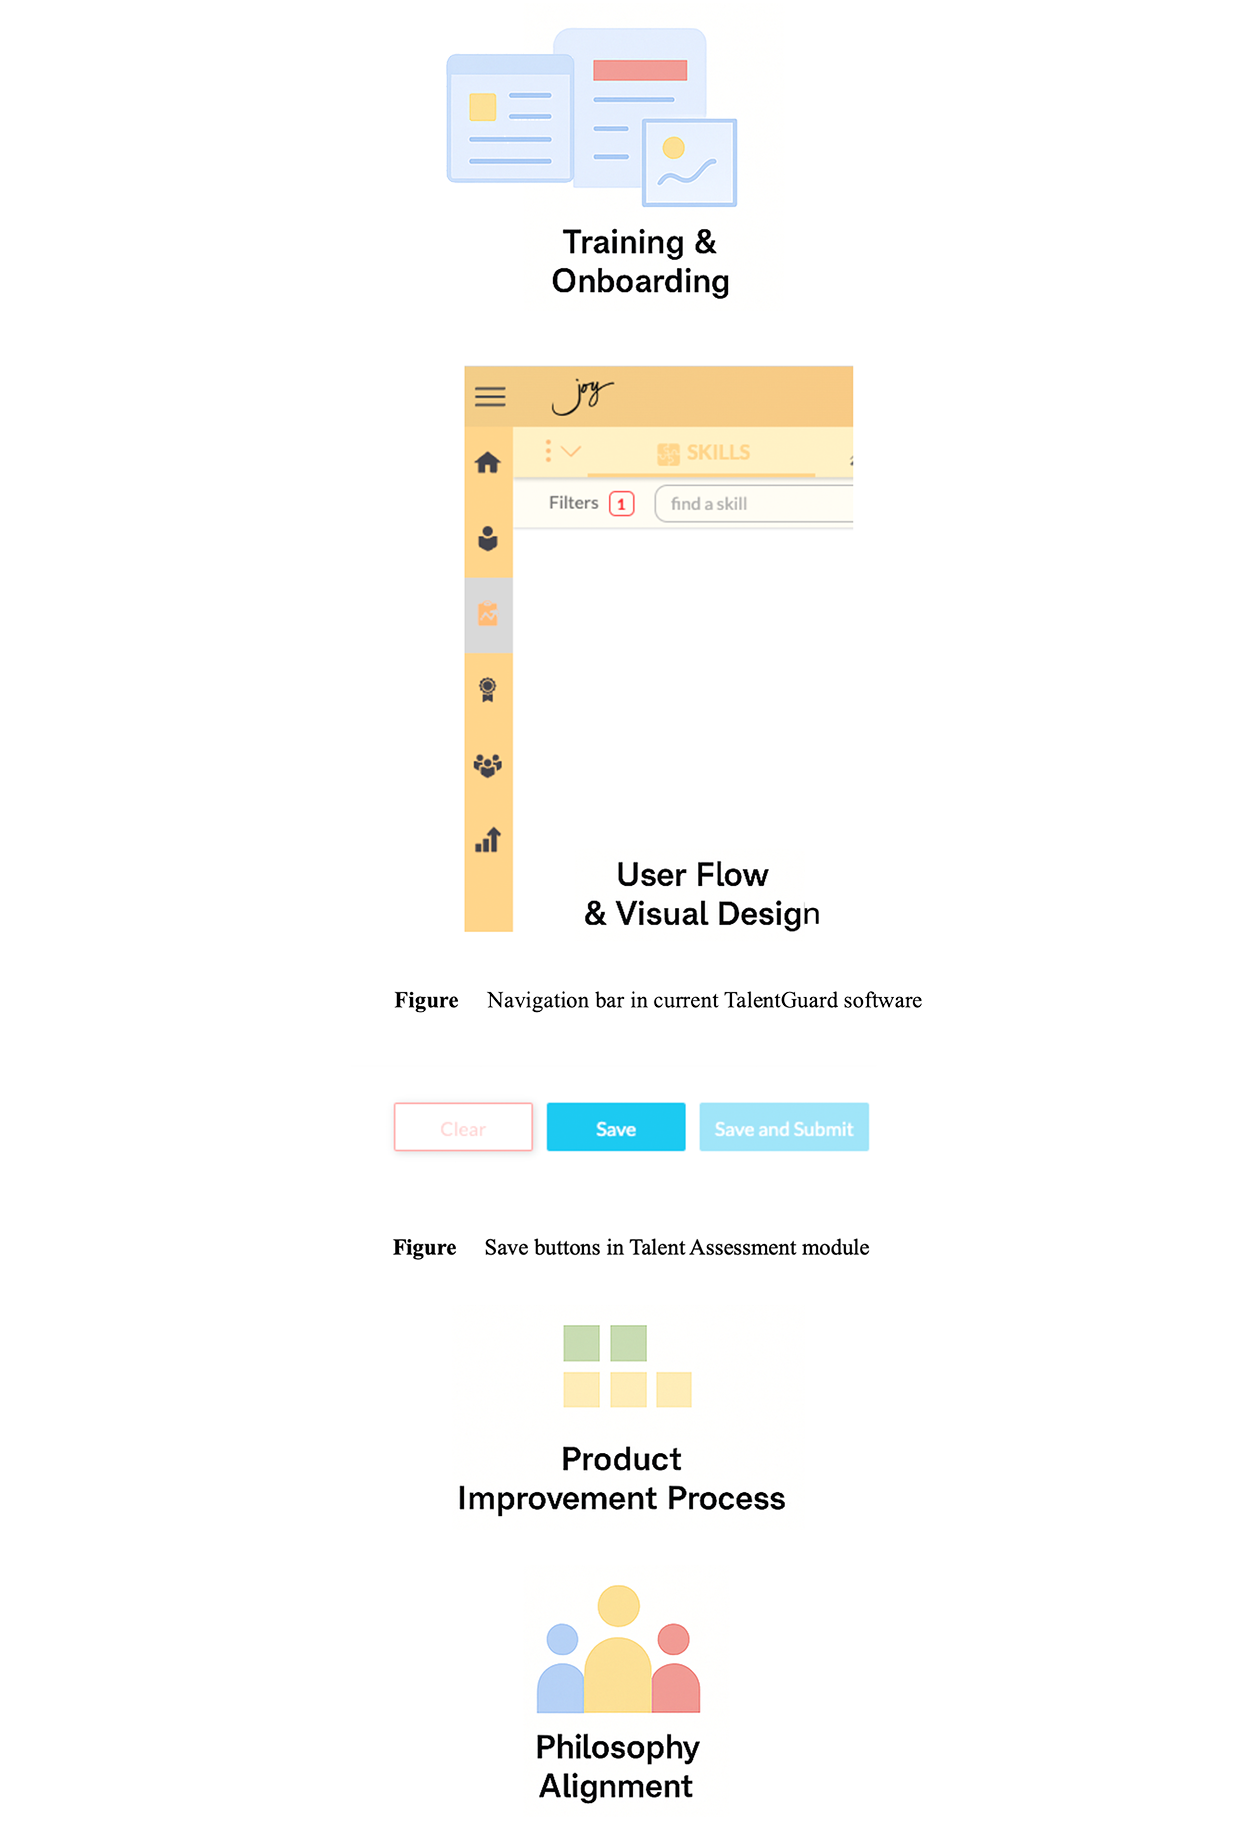 Training &
Onboarding
joy
SKILLS
Filters 1 find a skill
User Flow
& Visual Design
Figure Navigation bar in current TalentGuard software
Clear Save Save and Submit
Figure Save buttons in Talent Assessment module
Product
Improvement Process
Philosophy
Alignment